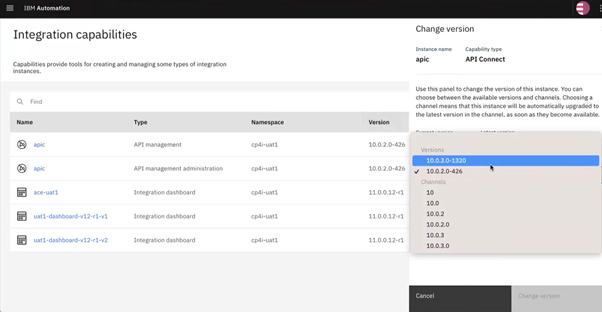 IBM Automation
Integration capabilities
Capabilities provide tools for creating and managing some types of integration
instances.
Find
Name Type Namespace Version
apic API management cp4i-uat1 10.0.2.0-426
apic API management administration cp4i-uat1 10.0.2.0-426
ace-uat1 Integration dashboard cp4i-uat1 11.0.0.12-r1
uat1-dashboard-v12-r1-v1 Integration dashboard cp4i-uat1 11.0.0.12-r1
uat1-dashboard-v12-r1-v2 Integration dashboard cp4i-uat1 11.0.0.12-r1
Change version
Instance name Capability type
apic API Connect
Use this panel to change the version of this instance. You can
choose between the available versions and channels. Choosing a
channel means that this instance will be automatically upgraded to
the latest version in the channel, as soon as they become available.
Versions
10.0.3.0-1320
10.0.2.0-426
Channels
10
10.0
10.0.2
10.0.2.0
10.0.3
10.0.3.0
Cancel Change version